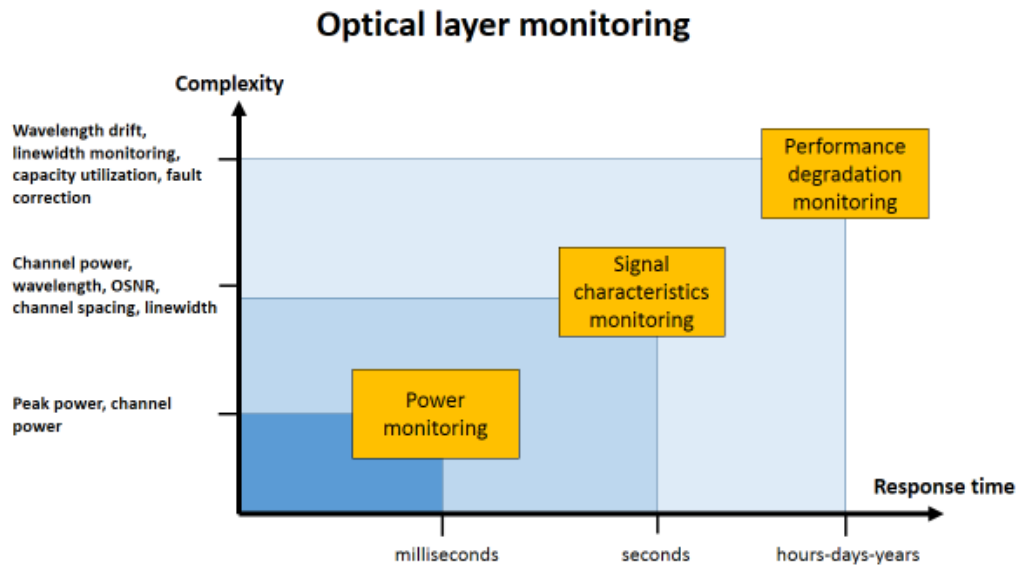 Optical layer monitoring
Complexity
Wavelength drift,
linewidth monitoring,
capacity utilization, fault
correction
Performance
degradation
monitoring
Channel power,
wavelength, OSNR,
channel spacing, linewidth
Signal
characteristics
monitoring
Peak power, channel
power
Power
monitoring
Response time
milliseconds
seconds
hours-days-years